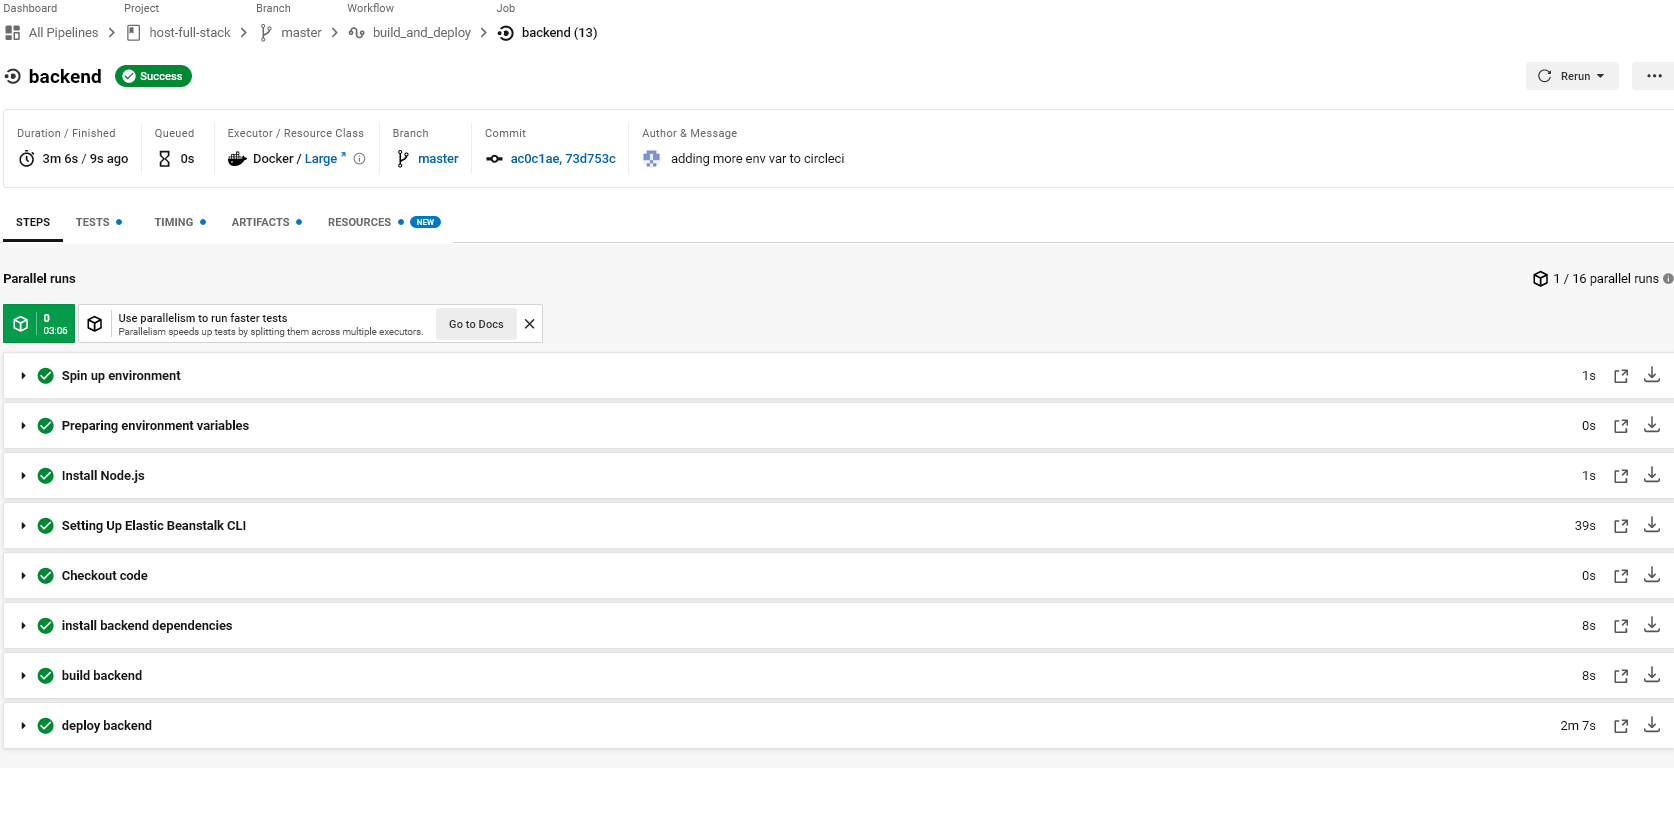 Dashboard Project Branch Workflow Job
All Pipelines host-full-stack master build_and_deploy backend (13)
backend Success Rerun
Duration / Finished Queued Executor / Resource Class Branch Commit Author & Message
3m 6s / 9s ago 0s Docker / Large master ac0c1ae, 73d753c adding more env var to circleci
STEPS TESTS TIMING ARTIFACTS RESOURCES NEW
Parallel runs 1 / 16 parallel runs
0
03:06
Use parallelism to run faster tests
Parallelism speeds up tests by splitting them across multiple executors.
Go to Docs
Spin up environment 1s
Preparing environment variables 0s
Install Node.js 1s
Setting Up Elastic Beanstalk CLI 39s
Checkout code 0s
install backend dependencies 8s
build backend 8s
deploy backend 2m 7s